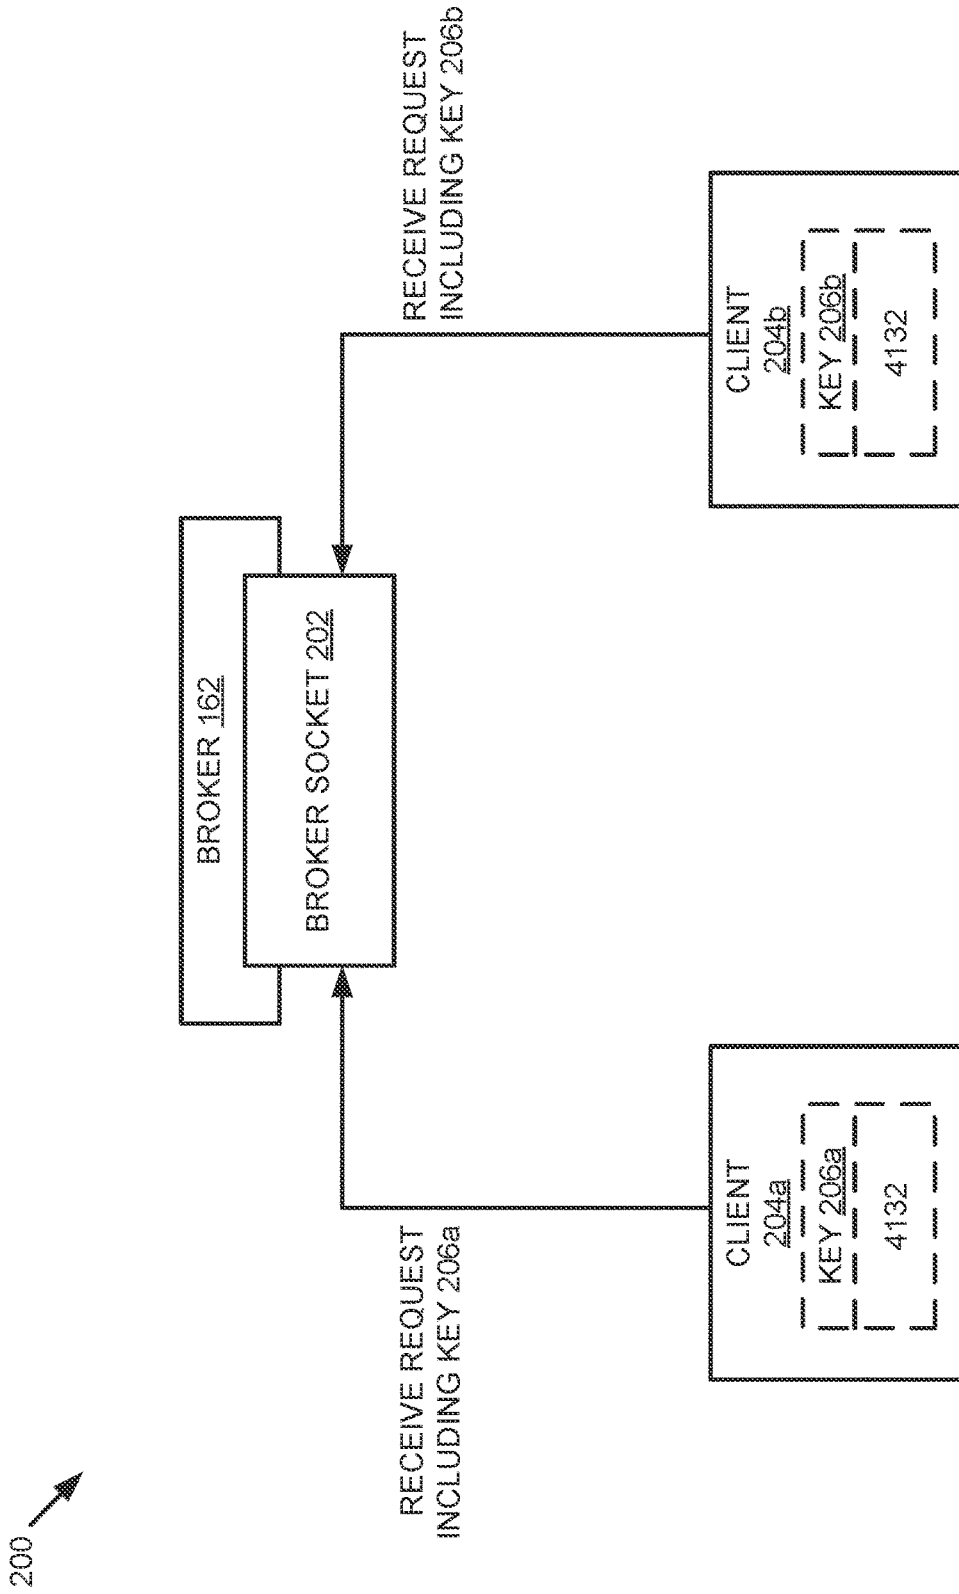 200
BROKER 162
BROKER SOCKET 202
RECEIVE REQUEST
INCLUDING KEY 206a
RECEIVE REQUEST
INCLUDING KEY 206b
CLIENT
204a
KEY 206a
4132
CLIENT
204b
KEY 206b
4132